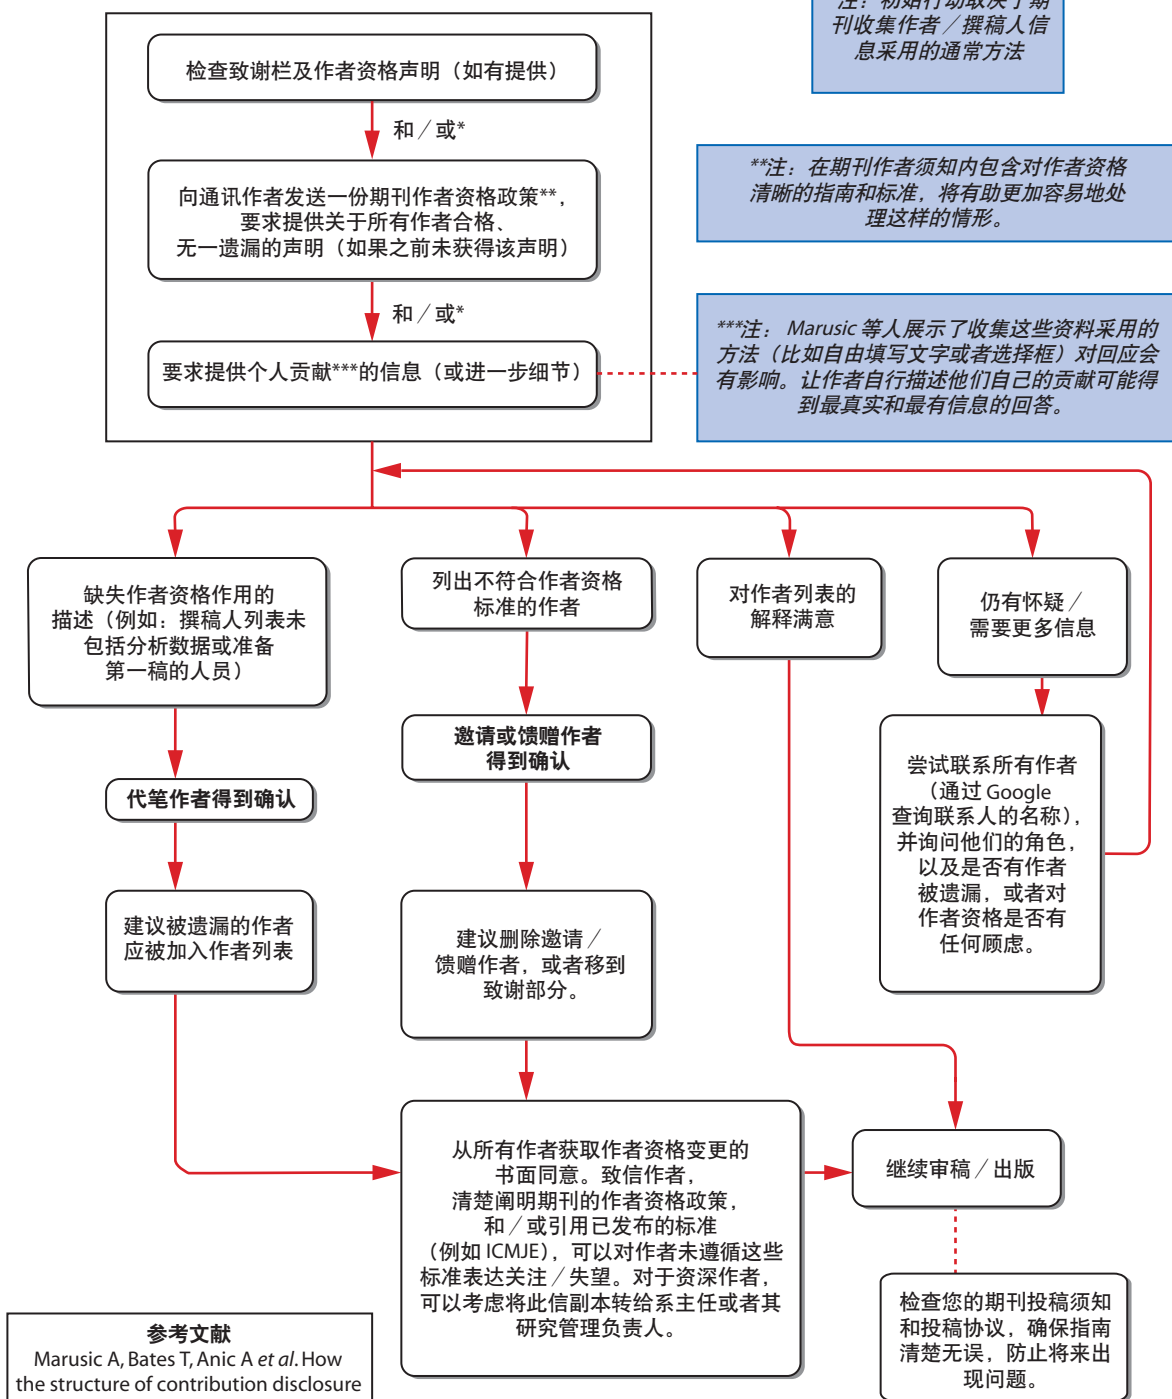 注：初始行动取决于期
刊收集作者／撰稿人信
息采用的通常方法
检查致谢栏及作者资格声明（如有提供）
和／或*
**注：在期刊作者须知内包含对作者资格
清晰的指南和标准，将有助更加容易地处
理这样的情形。
向通讯作者发送一份期刊作者资格政策**，
要求提供关于所有作者合格、
无一遗漏的声明（如果之前未获得该声明）
和／或*
***注： Marusic 等人展示了收集这些资料采用的
方法（比如自由填写文字或者选择框）对回应会
有影响。让作者自行描述他们自己的贡献可能得
到最真实和最有信息的回答。
要求提供个人贡献***的信息（或进一步细节）
缺失作者资格作用的
描述（例如：撰稿人列表未
包括分析数据或准备
第一稿的人员）
列出不符合作者资格
标准的作者
对作者列表的
解释满意
仍有怀疑／
需要更多信息
代笔作者得到确认
邀请或馈赠作者
得到确认
尝试联系所有作者
（通过 Google
查询联系人的名称），
并询问他们的角色，
以及是否有作者
被遗漏，或者对
作者资格是否有
任何顾虑。
建议被遗漏的作者
应被加入作者列表
建议删除邀请／
馈赠作者，或者移到
致谢部分。
从所有作者获取作者资格变更的
书面同意。致信作者，
清楚阐明期刊的作者资格政策，
和／或引用已发布的标准
（例如 ICMJE），可以对作者未遵循这些
标准表达关注／失望。对于资深作者，
可以考虑将此信副本转给系主任或者其
研究管理负责人。
继续审稿／出版
检查您的期刊投稿须知
和投稿协议，确保指南
清楚无误，防止将来出
现问题。
参考文献
Marusic A, Bates T, Anic A et al. How
the structure of contribution disclosure